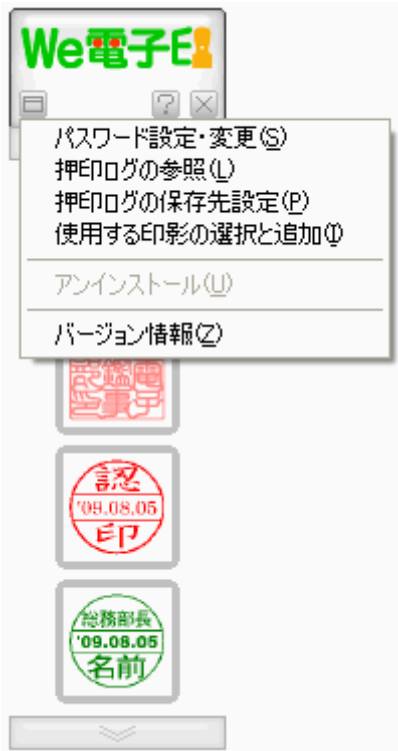 We電子印
?
パスワード設定・変更(S)
押印ログの参照(L)
押印ログの保存先設定(P)
使用する印影の選択と追加(I)
アンインストール(U)
バージョン情報(Z)
認
'09.08.05
印
総務部長
'09.08.05
名前